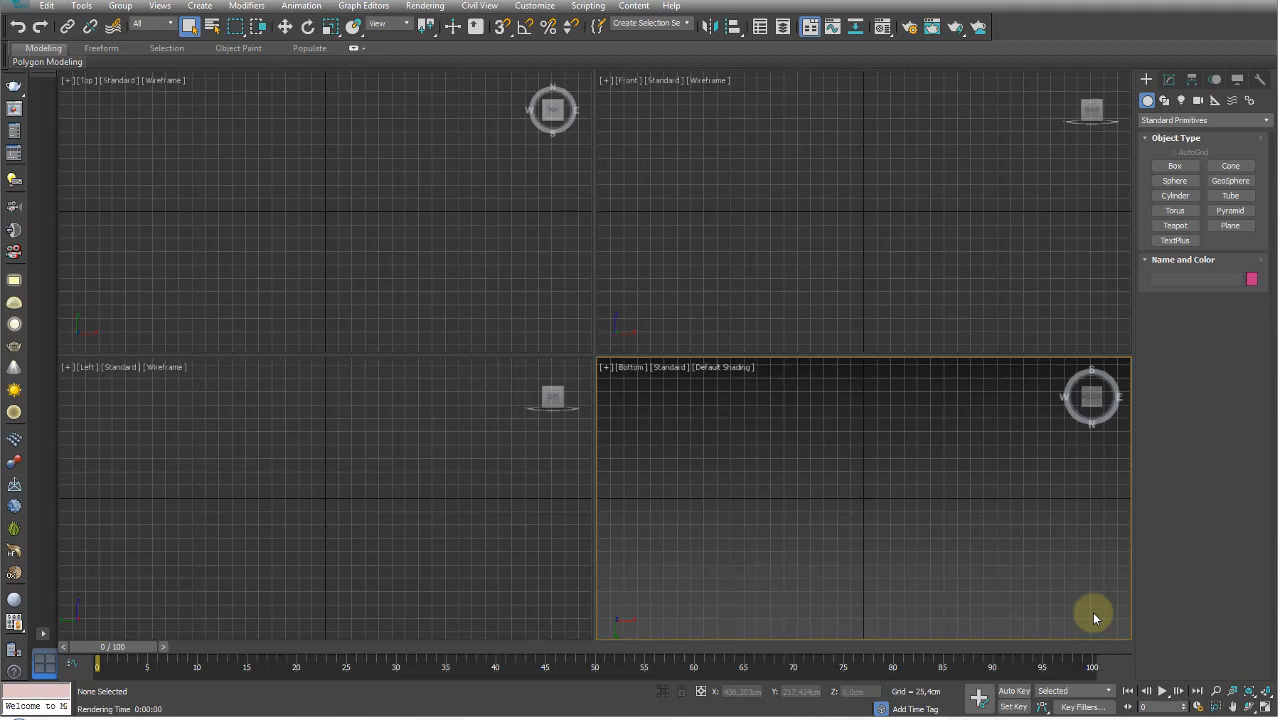 Edit Tools Group Views Create Modifiers Animation Graph Editors Rendering Civil View Customize Scripting Content Help
All View Create Selection Se
Modeling Freeform Selection Object Paint Populate
Polygon Modeling
[+] [Top] [Standard] [Wireframe]
N
W TOP E
S
[+] [Front] [Standard] [Wireframe]
FRONT
[+] [Left] [Standard] [Wireframe]
LEFT
[+] [Bottom] [Standard] [Default Shading]
S
W E
N
Standard Primitives
Object Type
AutoGrid
Box Cone
Sphere GeoSphere
Cylinder Tube
Torus Pyramid
Teapot Plane
TextPlus
Name and Color
0 / 100
0 5 10 15 20 25 30 35 40 45 50 55 60 65 70 75 80 85 90 95 100
None Selected
X: 436,283cm Y: 217,424cm Z: 0,0cm Grid = 25,4cm
Auto Key Selected
Welcome to Mi
Rendering Time 0:00:00
Add Time Tag
Set Key Key Filters... 0